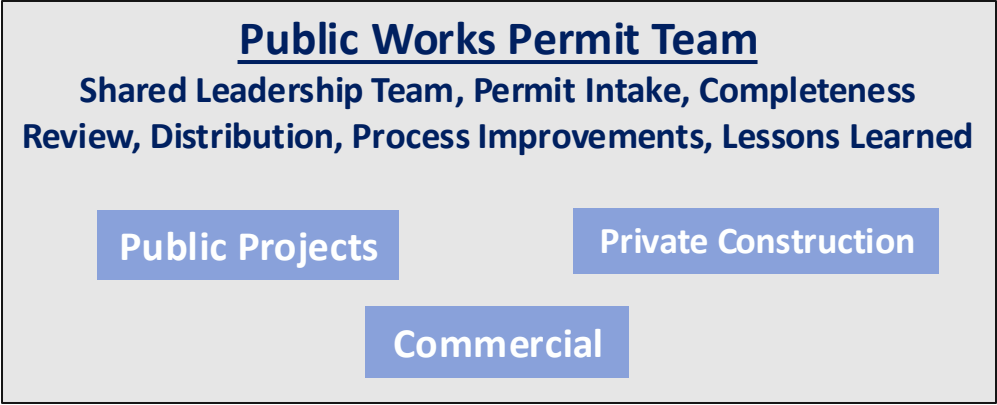 Public Works Permit Team
Shared Leadership Team, Permit Intake, Completeness
Review, Distribution, Process Improvements, Lessons Learned
Public Projects
Private Construction
Commercial